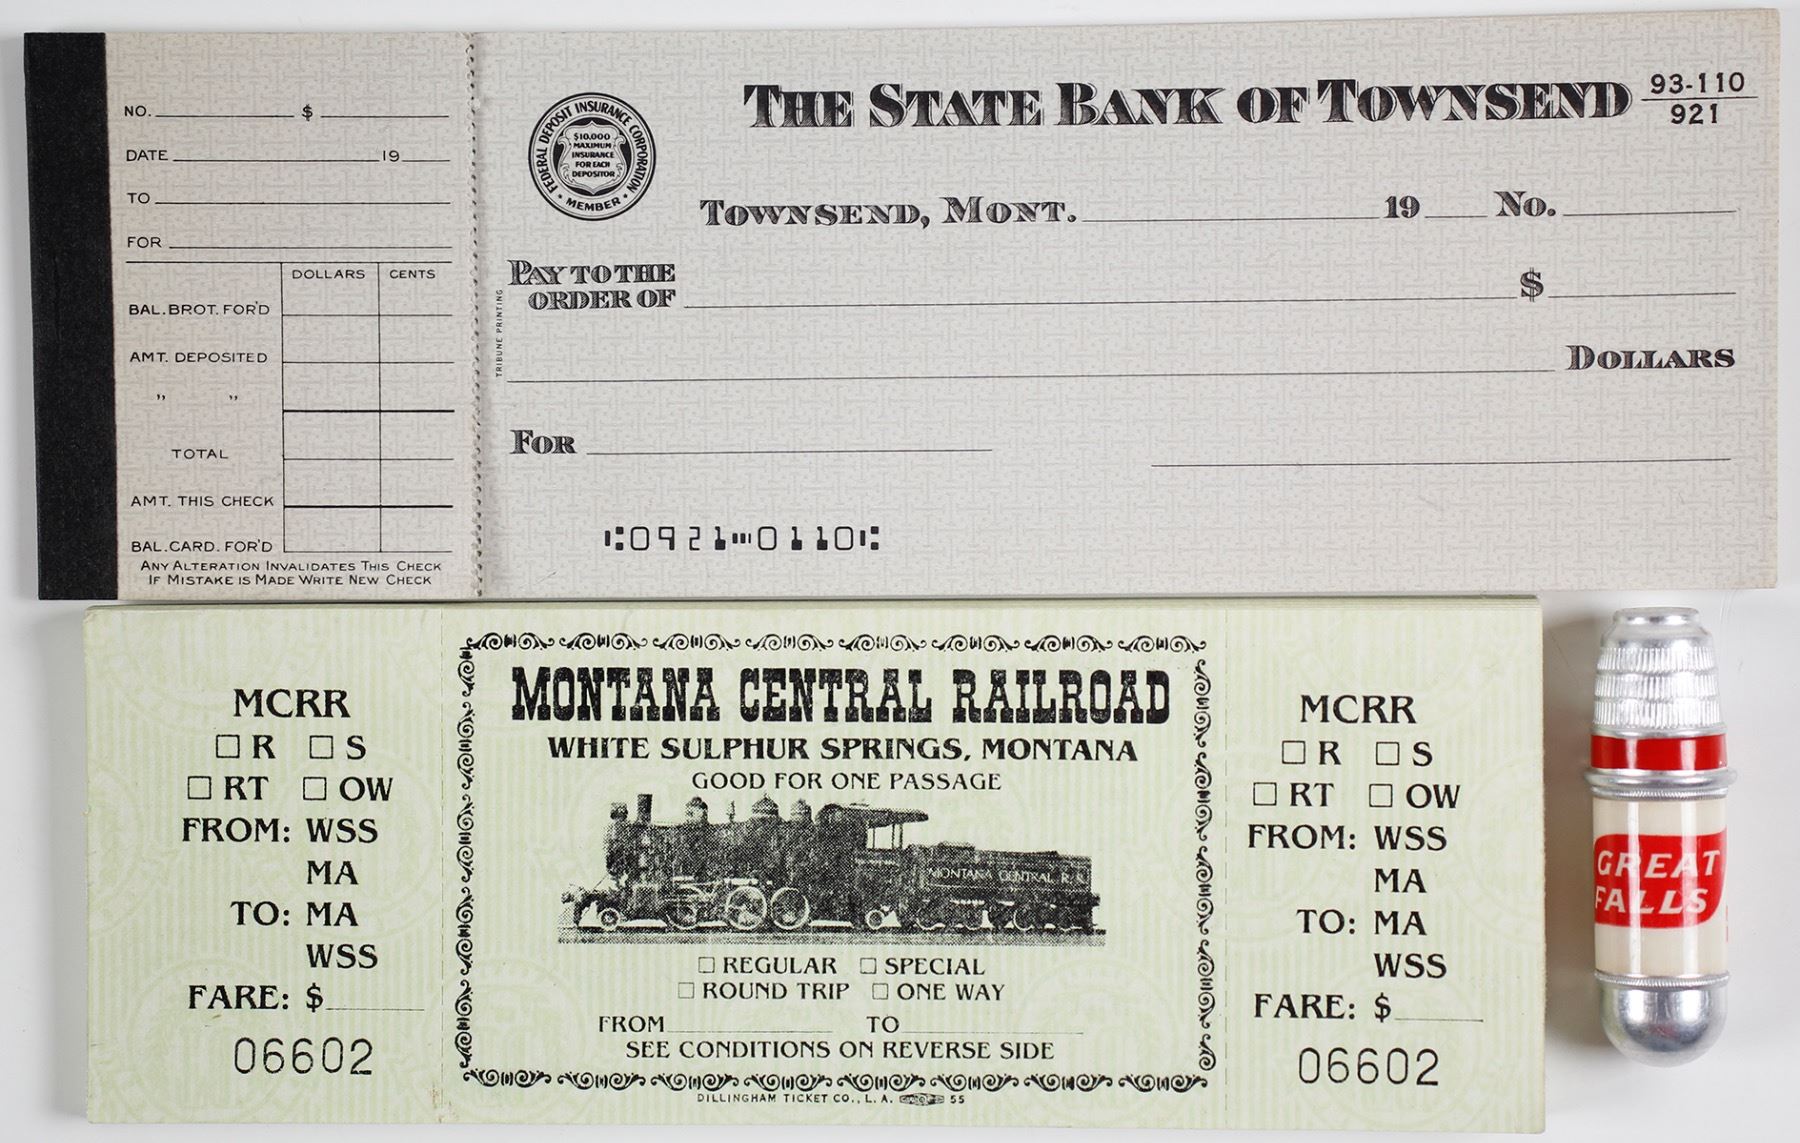 NO. $
DATE 19
TO
FOR
DOLLARS CENTS
BAL. BROT. FOR'D
AMT. DEPOSITED
" "
TOTAL
AMT. THIS CHECK
BAL. CARD. FOR'D
ANY ALTERATION INVALIDATES THIS CHECK
IF MISTAKE IS MADE WRITE NEW CHECK
FEDERAL DEPOSIT INSURANCE CORPORATION
$10,000
MAXIMUM
INSURANCE
FOR EACH
DEPOSITOR
• MEMBER •
THE STATE BANK OF TOWNSEND 93-110
921
TOWNSEND, MONT. 19 No.
PAY TO THE
ORDER OF $
TRIBUNE PRINTING
DOLLARS
FOR
⑆0921⑉0110⑆
MCRR
☐ R ☐ S
☐ RT ☐ OW
FROM: WSS
MA
TO: MA
WSS
FARE: $
06602
MONTANA CENTRAL RAILROAD
WHITE SULPHUR SPRINGS, MONTANA
GOOD FOR ONE PASSAGE
MONTANA CENTRAL R.R.
☐ REGULAR ☐ SPECIAL
☐ ROUND TRIP ☐ ONE WAY
FROM TO
SEE CONDITIONS ON REVERSE SIDE
DILLINGHAM TICKET CO., L. A. 55
MCRR
☐ R ☐ S
☐ RT ☐ OW
FROM: WSS
MA
TO: MA
WSS
FARE: $
06602
GREAT
FALLS